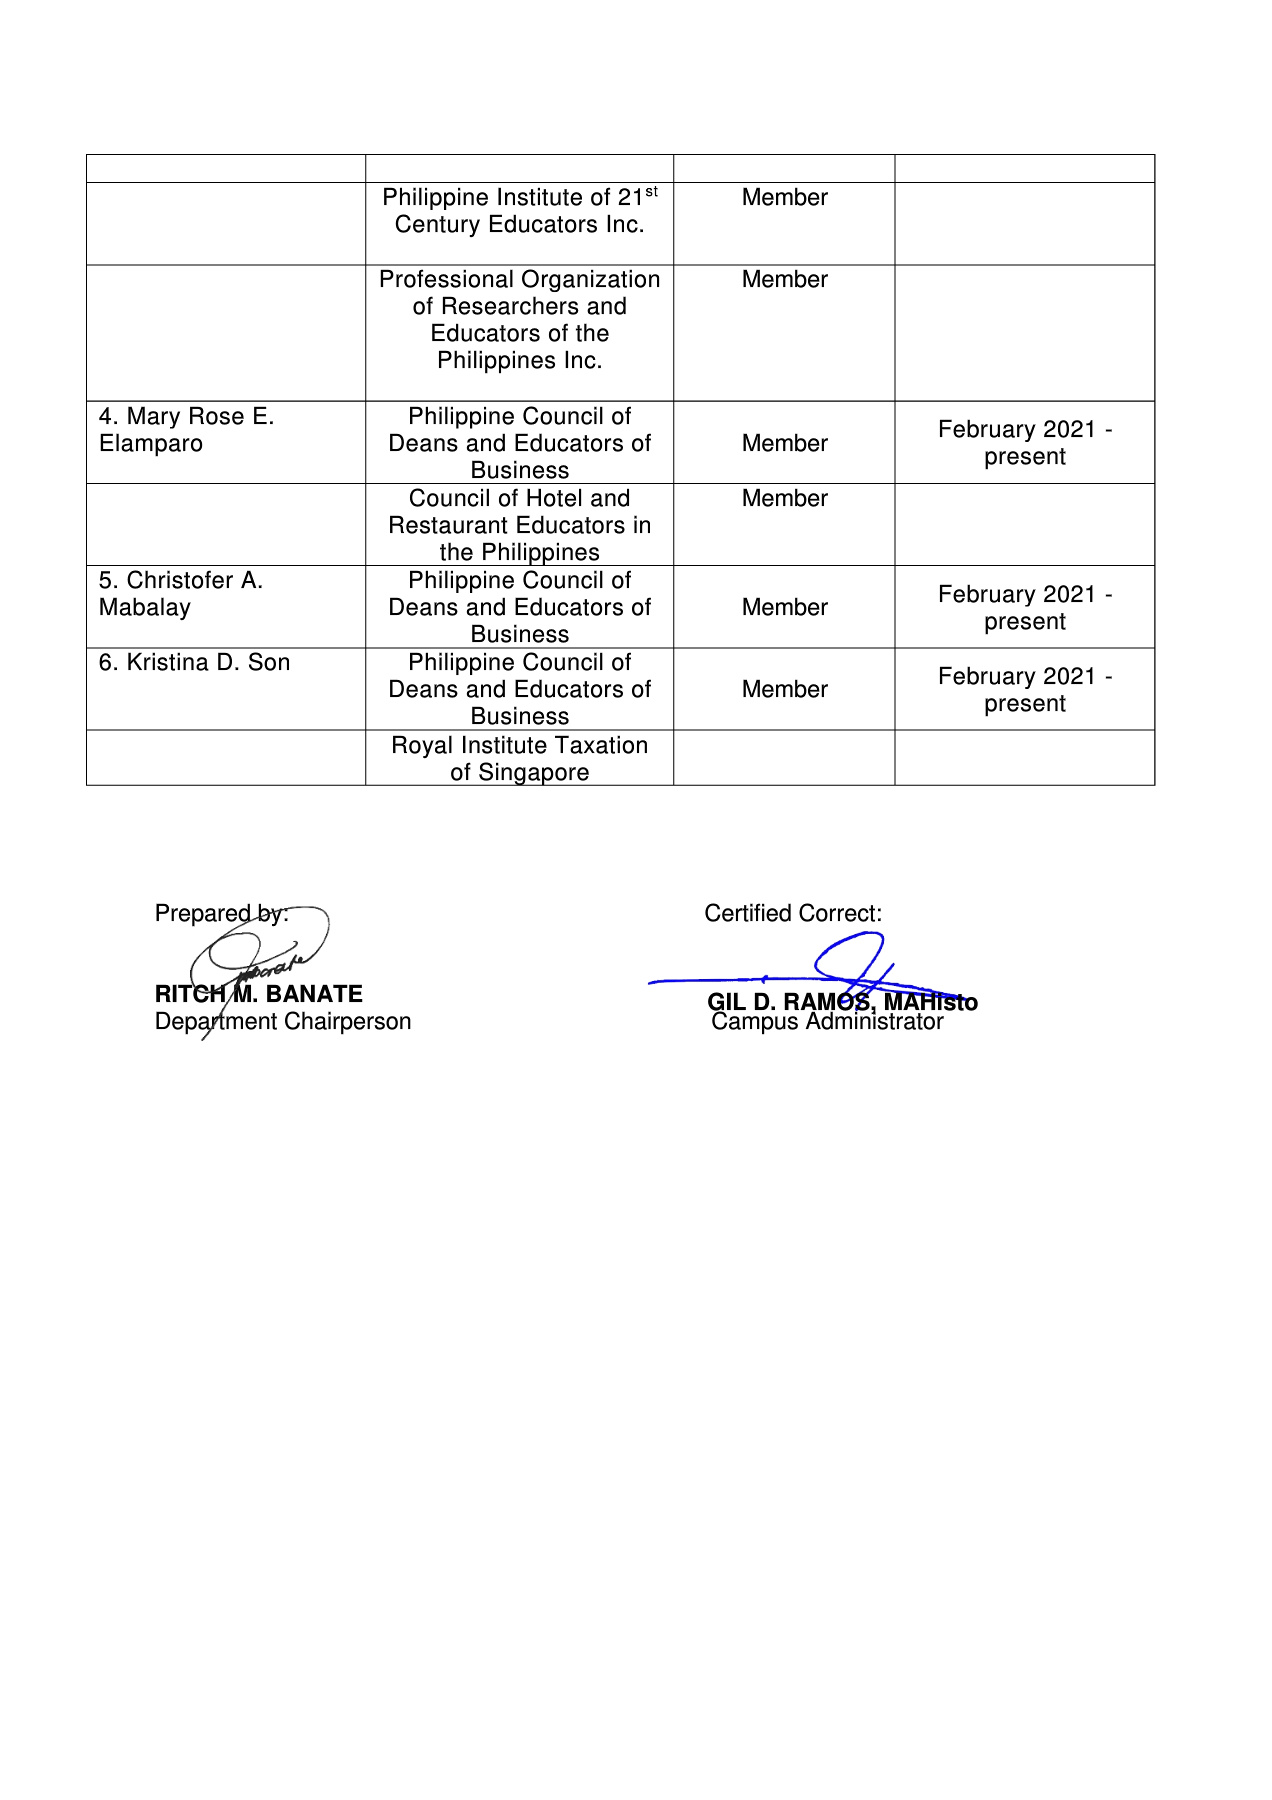 Philippine Institute of 21st
Century Educators Inc.
Member
Professional Organization
of Researchers and
Educators of the
Philippines Inc.
Member
4. Mary Rose E.
Elamparo
Philippine Council of
Deans and Educators of
Business
Member
February 2021 -
present
Council of Hotel and
Restaurant Educators in
the Philippines
Member
5. Christofer A.
Mabalay
Philippine Council of
Deans and Educators of
Business
Member
February 2021 -
present
6. Kristina D. Son
Philippine Council of
Deans and Educators of
Business
Member
February 2021 -
present
Royal Institute Taxation
of Singapore
Prepared by:
RITCH M. BANATE
Department Chairperson
Certified Correct:
GIL D. RAMOS, MAHisto
Campus Administrator